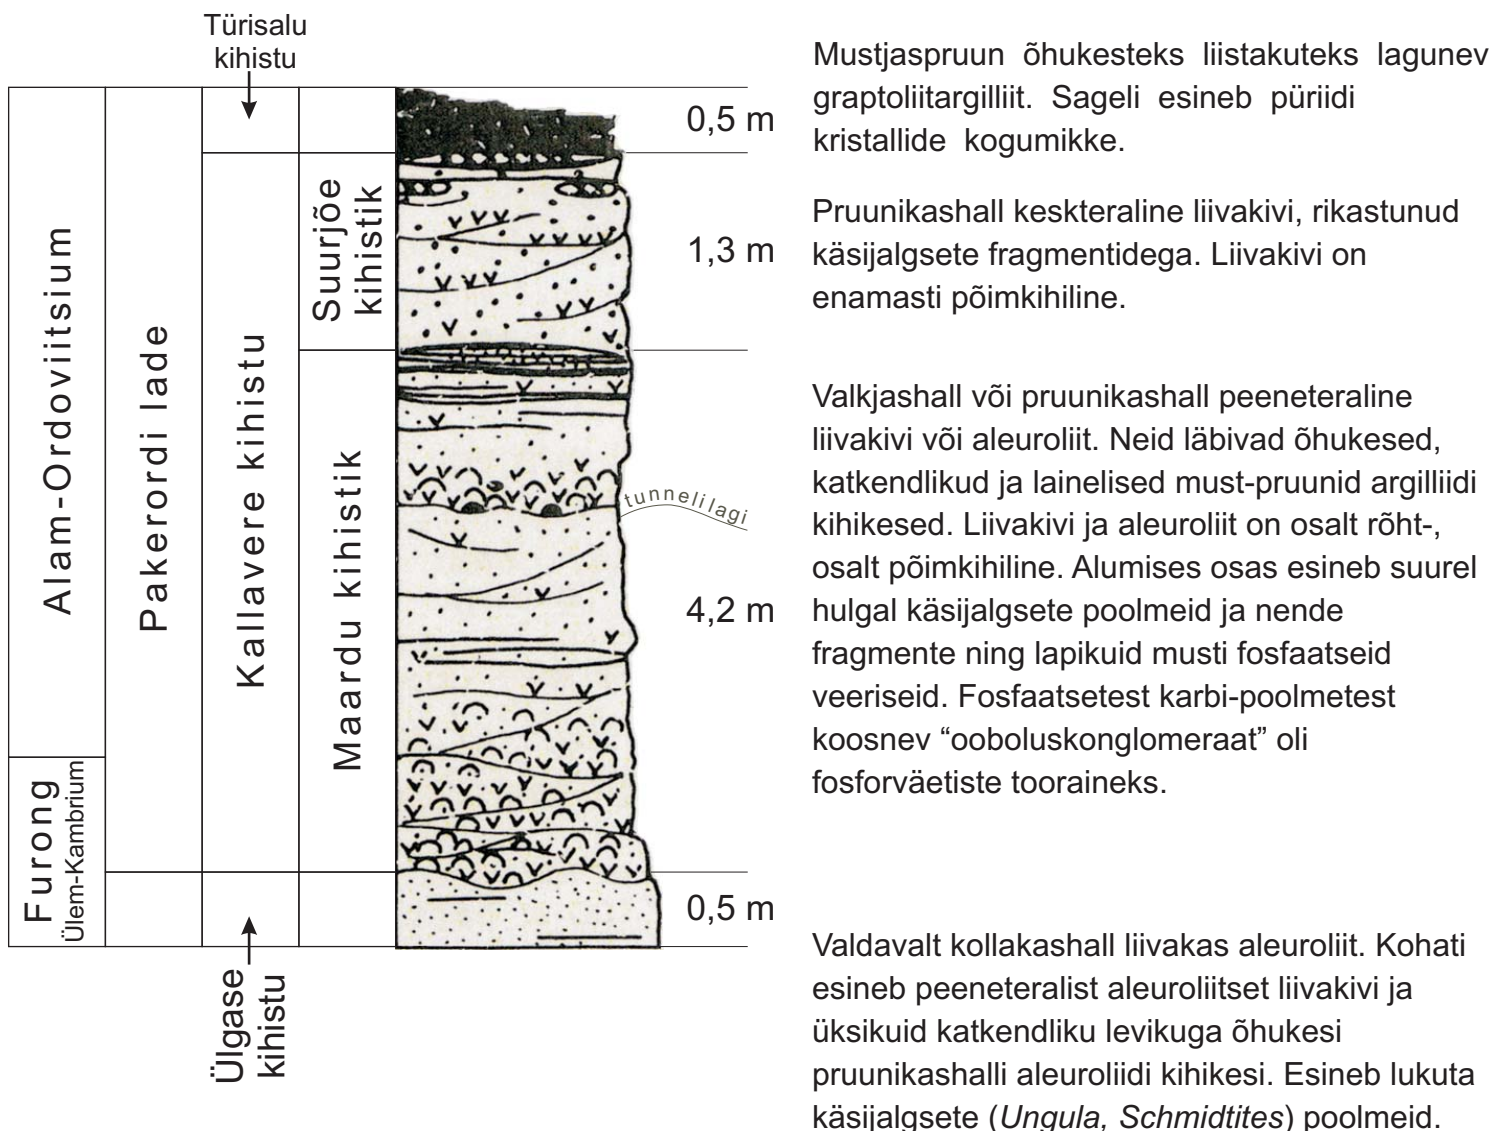 Türisalu
kihistu
Alam-Ordoviitsium
Furong
Ülem-Kambrium
Pakerordi lade
Kallavere kihistu
Ülgase
kihistu
Suurjõe
kihistik
Maardu kihistik
tunneli lagi
0,5 m
Mustjaspruun õhukesteks liistakuteks lagunev
graptoliitargilliit. Sageli esineb püriidi
kristallide kogumikke.
1,3 m
Pruunikashall keskteraline liivakivi, rikastunud
käsijalgsete fragmentidega. Liivakivi on
enamasti põimkihiline.
4,2 m
Valkjashall või pruunikashall peeneteraline
liivakivi või aleuroliit. Neid läbivad õhukesed,
katkendlikud ja lainelised must-pruunid argilliidi
kihikesed. Liivakivi ja aleuroliit on osalt rõht-,
osalt põimkihiline. Alumises osas esineb suurel
hulgal käsijalgsete poolmeid ja nende
fragmente ning lapikuid musti fosfaatseid
veeriseid. Fosfaatsetest karbi-poolmetest
koosnev “ooboluskonglomeraat” oli
fosforväetiste tooraineks.
0,5 m
Valdavalt kollakashall liivakas aleuroliit. Kohati
esineb peeneteralist aleuroliitset liivakivi ja
üksikuid katkendliku levikuga õhukesi
pruunikashalli aleuroliidi kihikesi. Esineb lukuta
käsijalgsete (Ungula, Schmidtites) poolmeid.